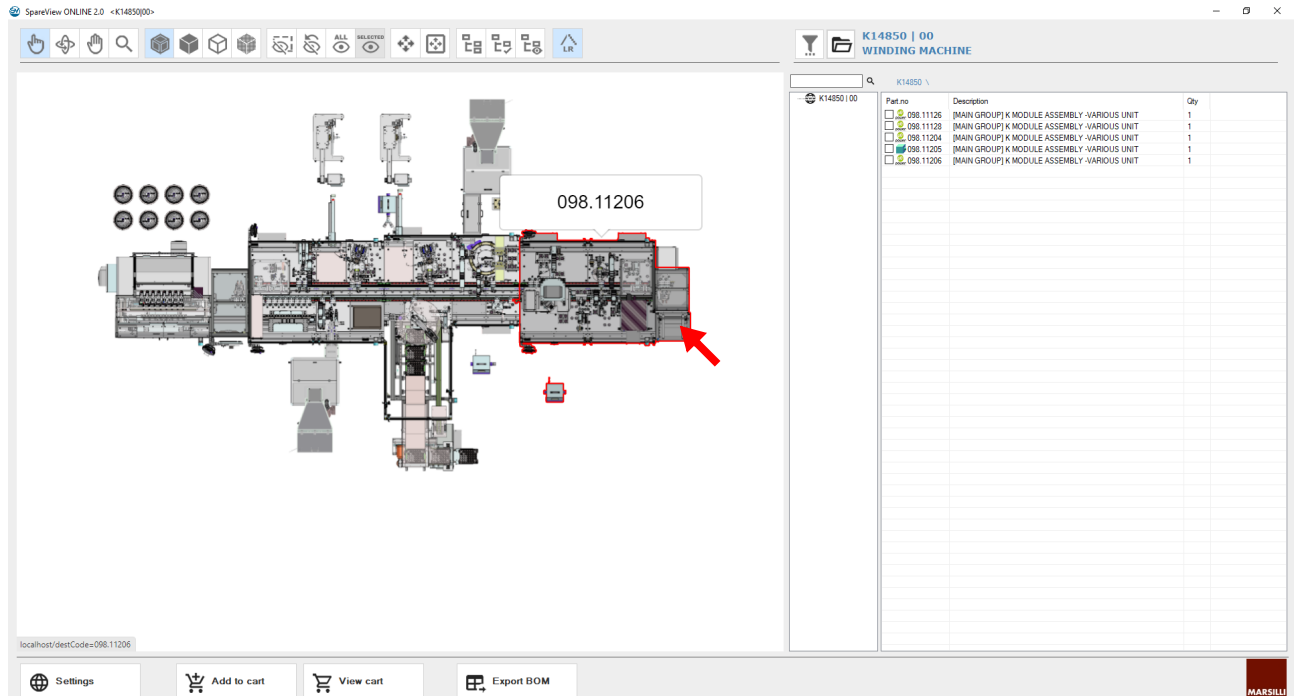 SpareView ONLINE 2.0 <K14850|00>
ALL
SELECTED
LR
K14850 | 00
WINDING MACHINE
K14850 \
K14850 | 00
Part.no Description Qty
098.11126 [MAIN GROUP] K MODULE ASSEMBLY -VARIOUS UNIT 1
098.11128 [MAIN GROUP] K MODULE ASSEMBLY -VARIOUS UNIT 1
098.11204 [MAIN GROUP] K MODULE ASSEMBLY -VARIOUS UNIT 1
098.11205 [MAIN GROUP] K MODULE ASSEMBLY -VARIOUS UNIT 1
098.11206 [MAIN GROUP] K MODULE ASSEMBLY -VARIOUS UNIT 1
098.11206
localhost/destCode=098.11206
Settings
Add to cart
View cart
Export BOM
MARSILLI